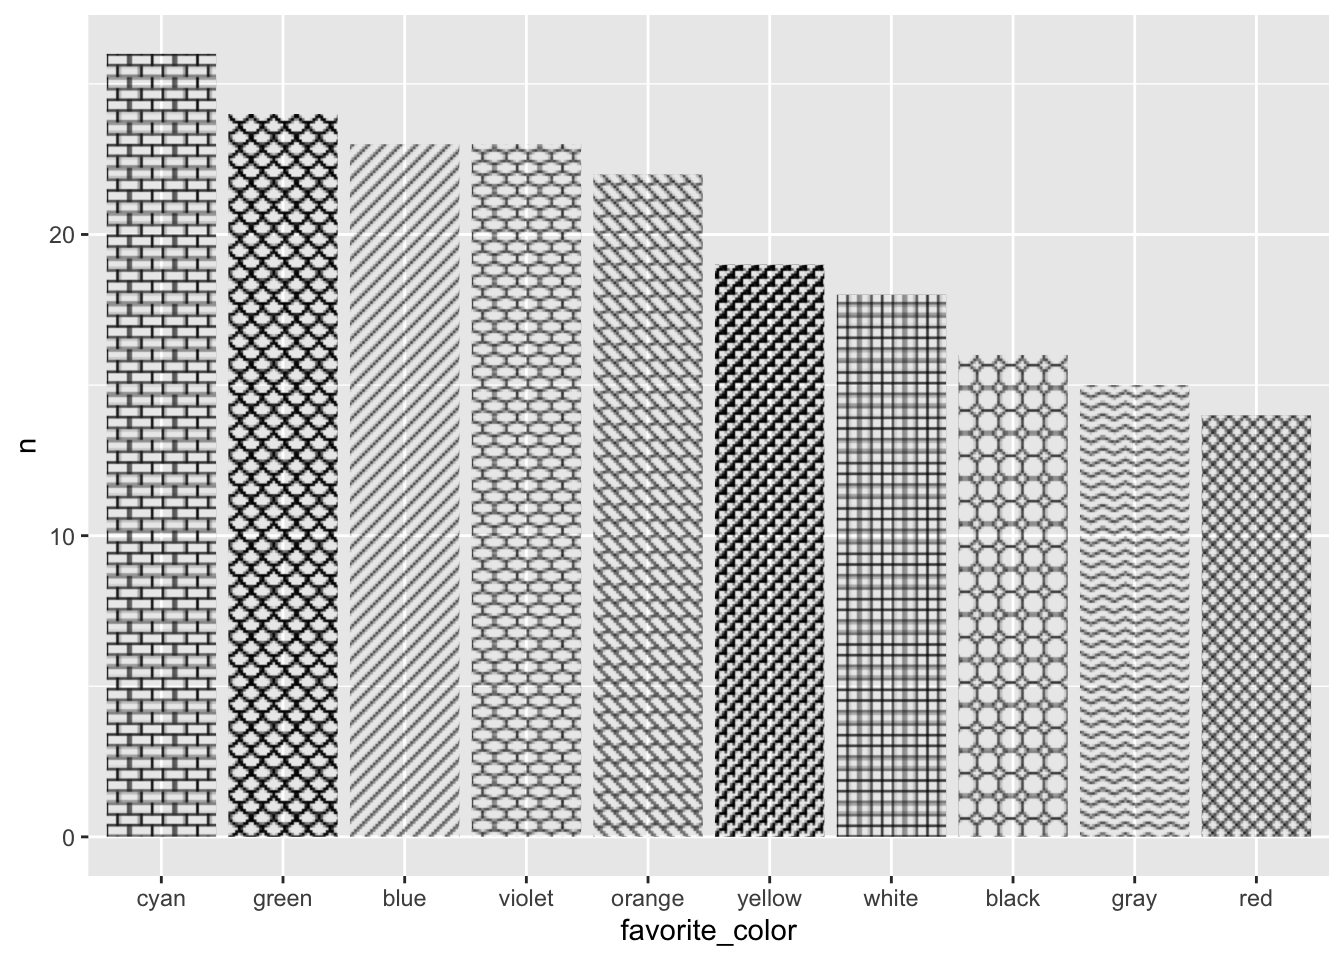 n
20
10
0
cyan green blue violet orange yellow white black gray red
favorite_color